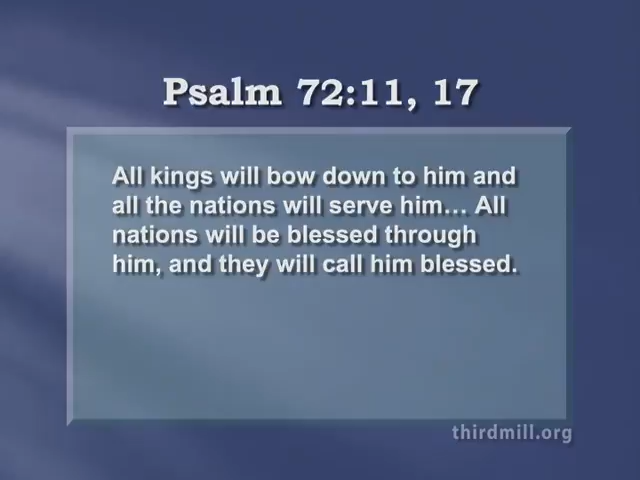 Psalm 72:11, 17
All kings will bow down to him and
all the nations will serve him… All
nations will be blessed through
him, and they will call him blessed.
thirdmill.org